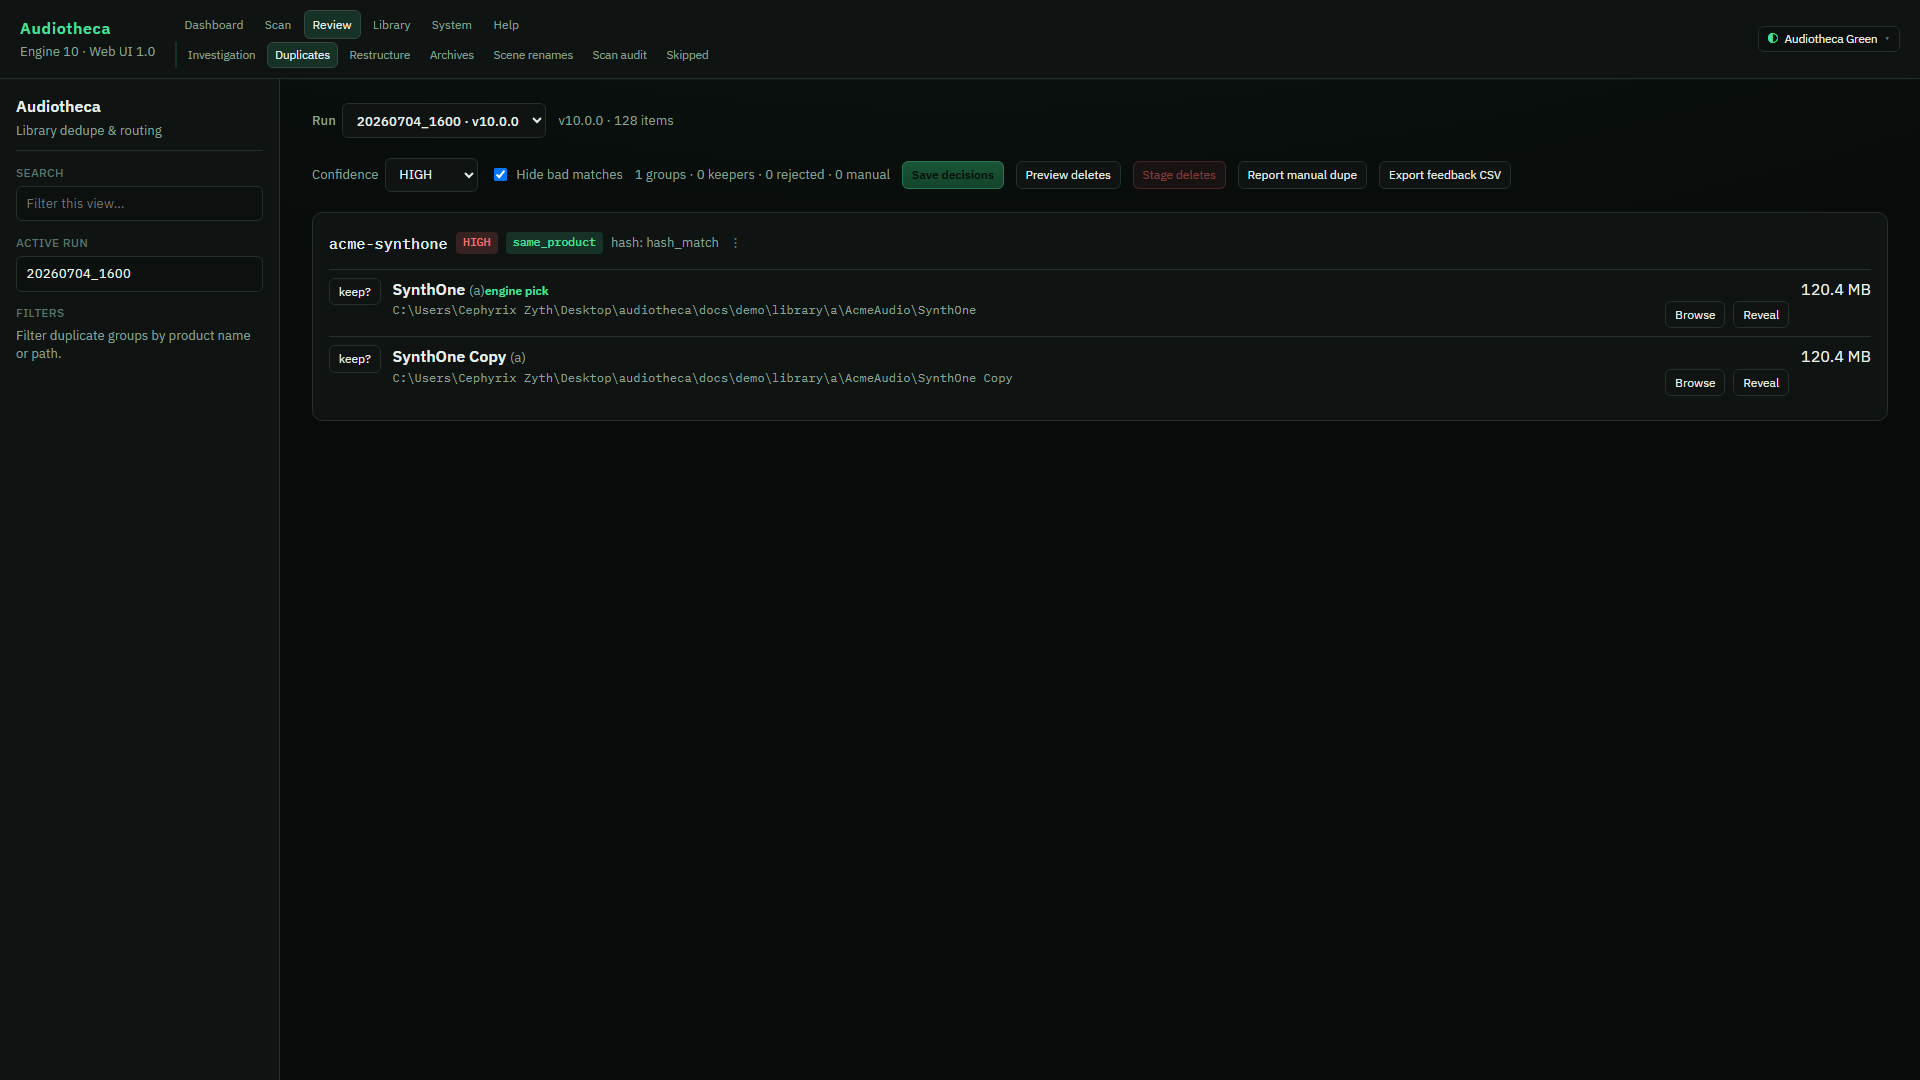 Audiotheca
Engine 10 · Web UI 1.0
Dashboard Scan Review Library System Help
Investigation Duplicates Restructure Archives Scene renames Scan audit Skipped
Audiotheca Green
Audiotheca
Library dedupe & routing
SEARCH
Filter this view...
ACTIVE RUN
20260704_1600
FILTERS
Filter duplicate groups by product name
or path.
Run 20260704_1600 · v10.0.0 v10.0.0 · 128 items
Confidence HIGH Hide bad matches 1 groups · 0 keepers · 0 rejected · 0 manual Save decisions Preview deletes Stage deletes Report manual dupe Export feedback CSV
acme-synthone HIGH same_product hash: hash_match ⋮
keep? SynthOne (a)engine pick 120.4 MB
C:\Users\Cephyrix Zyth\Desktop\audiotheca\docs\demo\library\a\AcmeAudio\SynthOne
Browse Reveal
keep? SynthOne Copy (a) 120.4 MB
C:\Users\Cephyrix Zyth\Desktop\audiotheca\docs\demo\library\a\AcmeAudio\SynthOne Copy
Browse Reveal